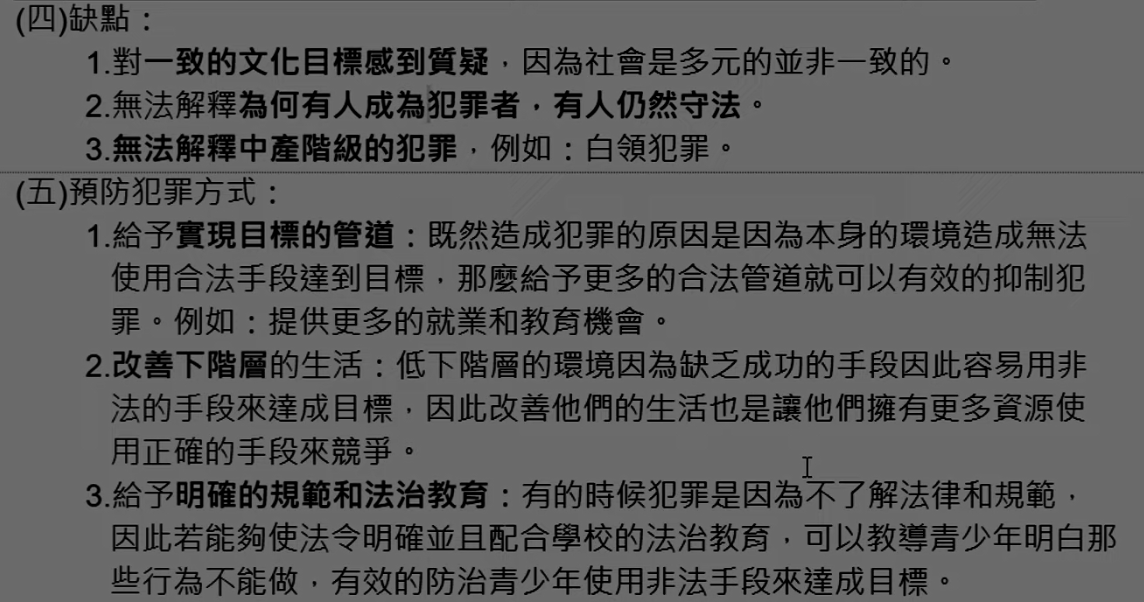 (四)缺點：
1.對一致的文化目標感到質疑，因為社會是多元的並非一致的。
2.無法解釋為何有人成為犯罪者，有人仍然守法。
3.無法解釋中產階級的犯罪，例如：白領犯罪。
(五)預防犯罪方式：
1.給予實現目標的管道：既然造成犯罪的原因是因為本身的環境造成無法
使用合法手段達到目標，那麼給予更多的合法管道就可以有效的抑制犯
罪。例如：提供更多的就業和教育機會。
2.改善下階層的生活：低下階層的環境因為缺乏成功的手段因此容易用非
法的手段來達成目標，因此改善他們的生活也是讓他們擁有更多資源使
用正確的手段來競爭。
3.給予明確的規範和法治教育：有的時候犯罪是因為不了解法律和規範，
因此若能夠使法令明確並且配合學校的法治教育，可以教導青少年明白那
些行為不能做，有效的防治青少年使用非法手段來達成目標。